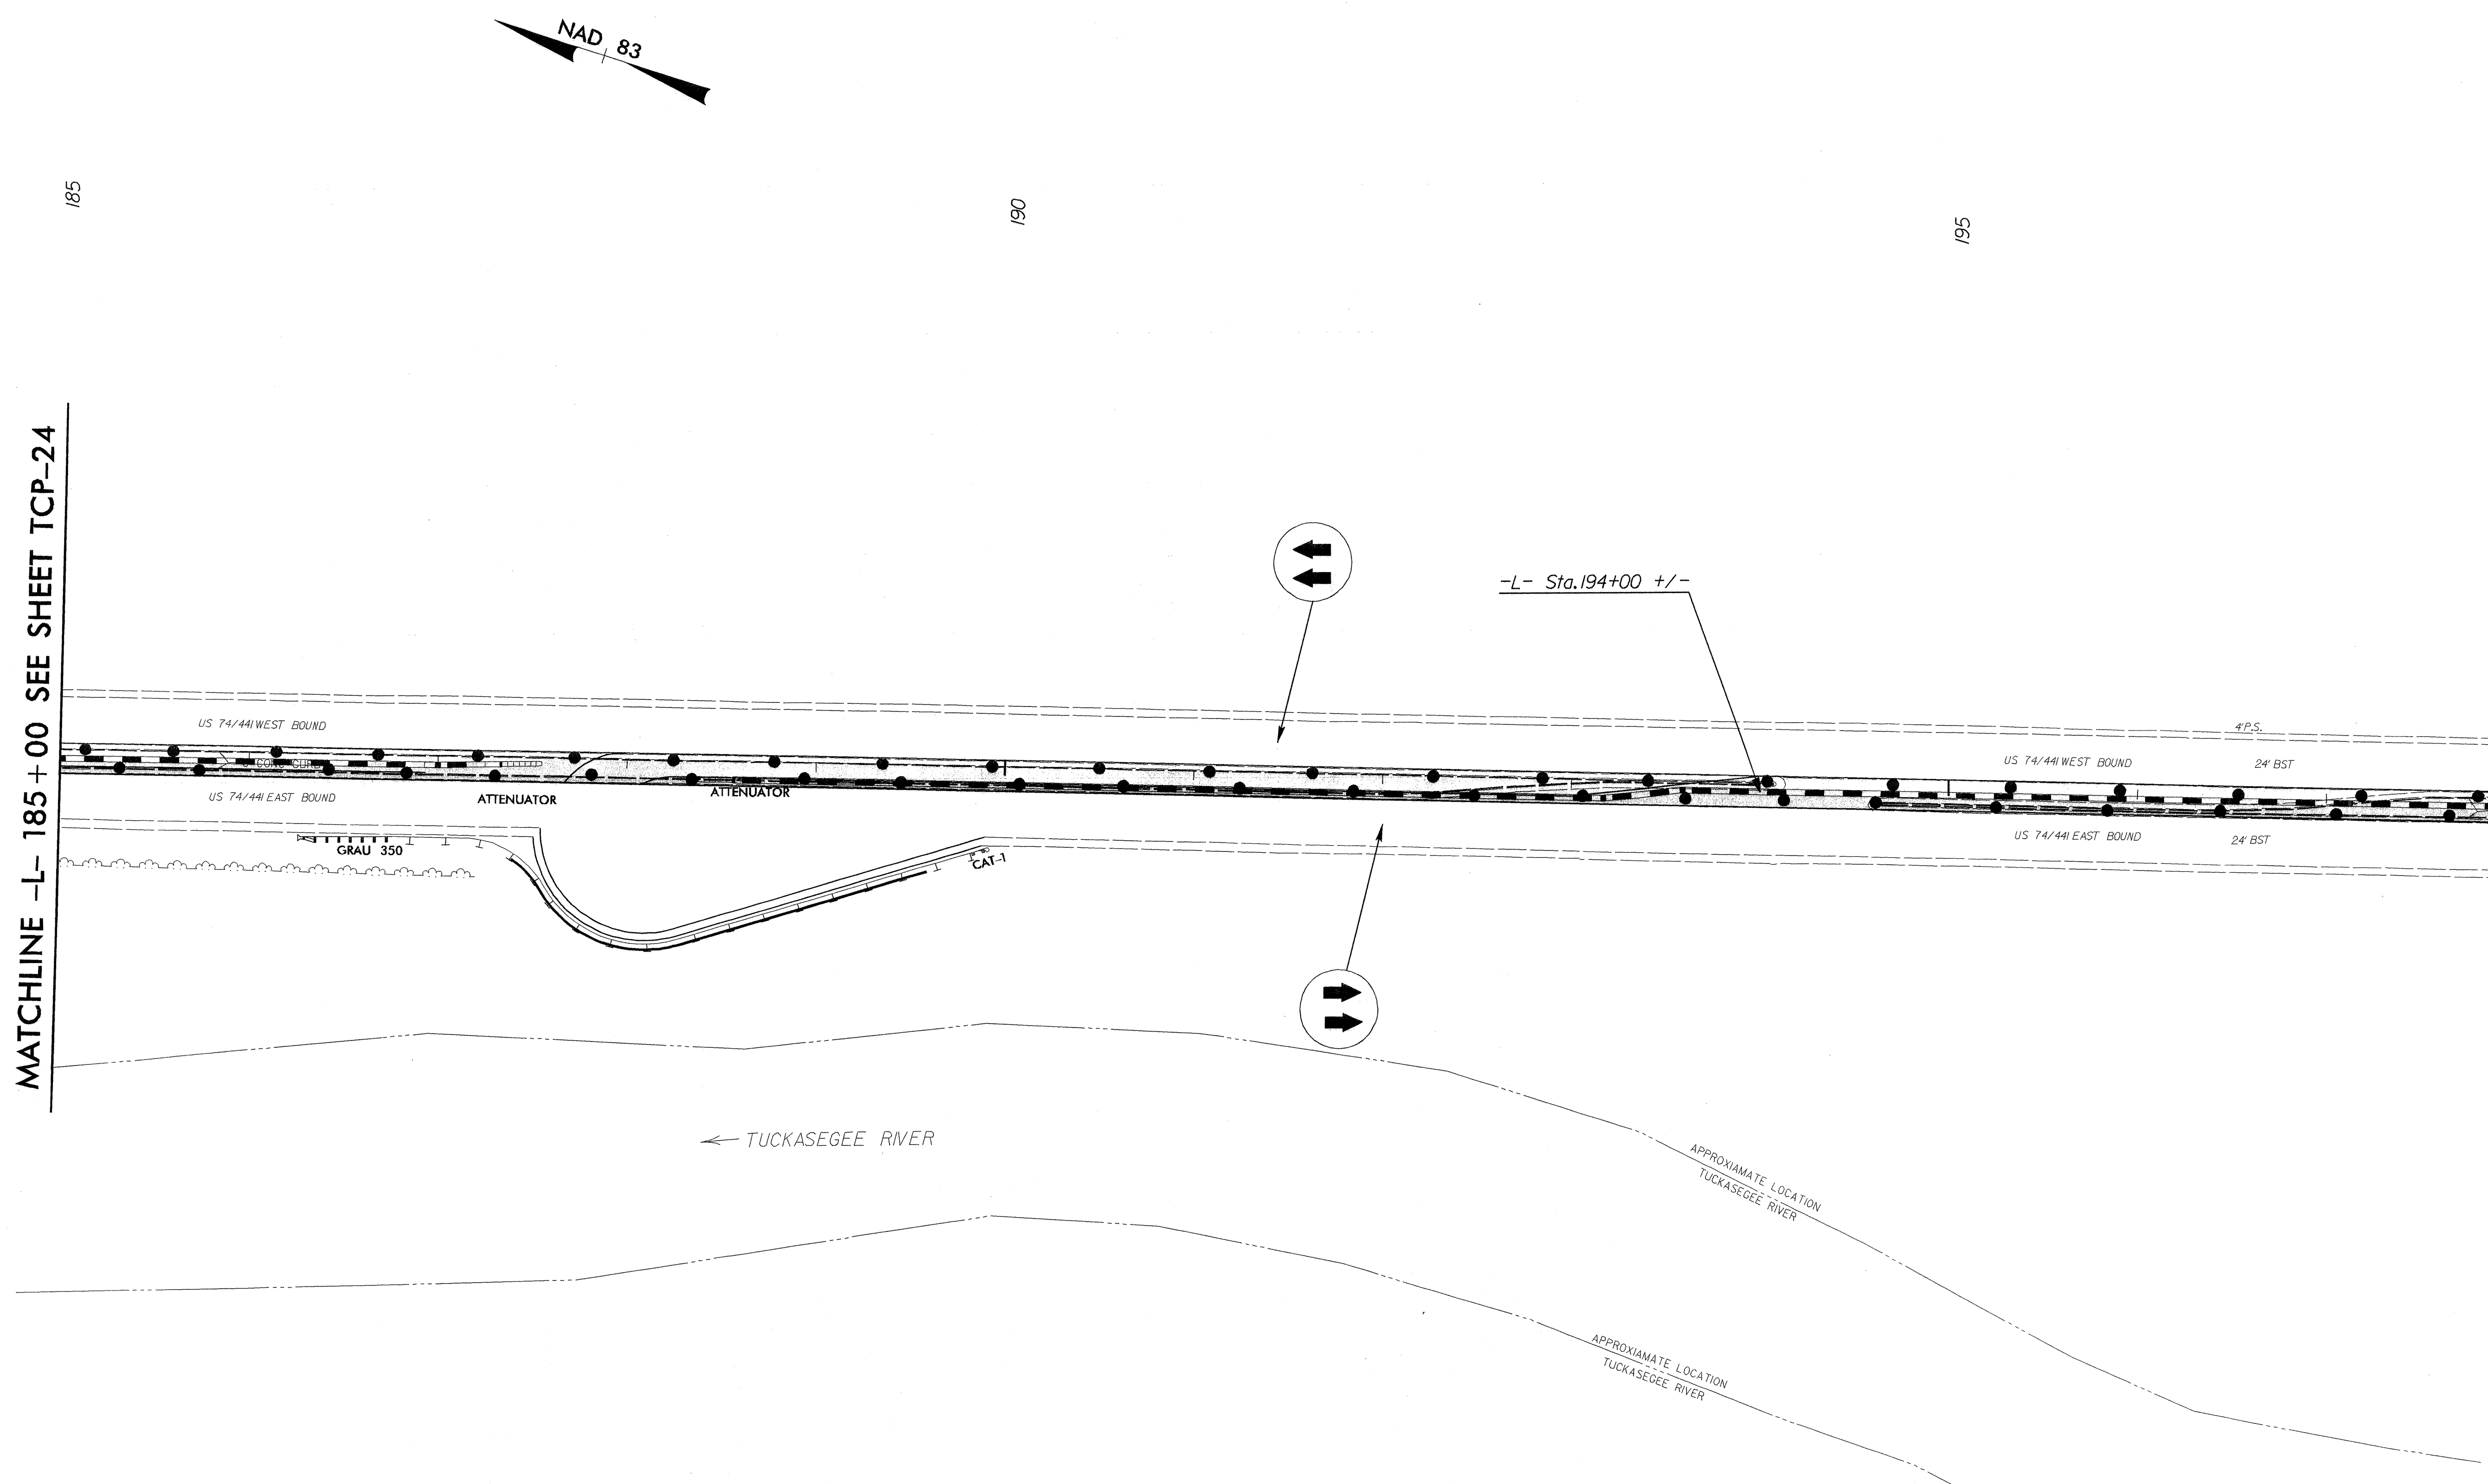 NAD 83
185
190
195
MATCHLINE -L- 185+00 SEE SHEET TCP-24
-L- Sta.194+00 +/-
US 74/441 WEST BOUND
4' P.S.
US 74/441 WEST BOUND
24' BST
US 74/441 EAST BOUND
ATTENUATOR
ATTENUATOR
US 74/441 EAST BOUND
24' BST
GRAU 350
CAT-1
TUCKASEGEE RIVER
APPROXIAMATE LOCATION
TUCKASEGEE RIVER
APPROXIAMATE LOCATION
TUCKASEGEE RIVER